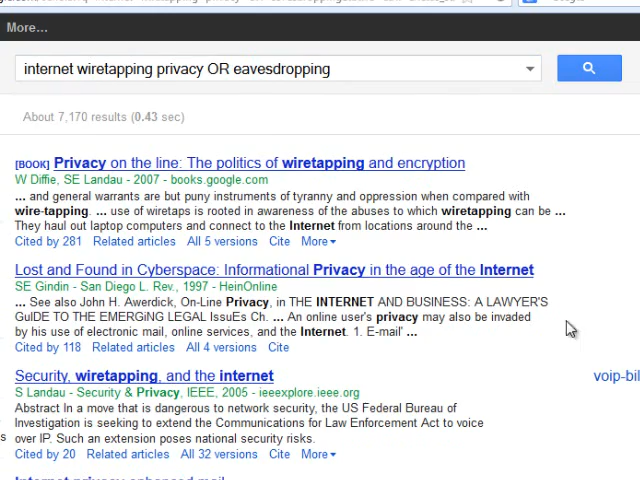 More...
internet wiretapping privacy OR eavesdropping
About 7,170 results (0.43 sec)
[BOOK] Privacy on the line: The politics of wiretapping and encryption
W Diffie, SE Landau - 2007 - books.google.com
... and general warrants are but puny instruments of tyranny and oppression when compared with
wire-tapping. ... use of wiretaps is rooted in awareness of the abuses to which wiretapping can be ...
They haul out laptop computers and connect to the Internet from locations around the ...
Cited by 281 Related articles All 5 versions Cite More
Lost and Found in Cyberspace: Informational Privacy in the age of the Internet
SE Gindin - San Diego L. Rev., 1997 - HeinOnline
... See also John H. Awerdick, On-Line Privacy, in THE INTERNET AND BUSINESS: A LAWYER'S
GuIDE TO THE EMERGiNG LEGAL IssuEs Ch. ... An online user's privacy may also be invaded
by his use of electronic mail, online services, and the Internet. 1. E-mail' ...
Cited by 118 Related articles All 4 versions Cite
Security, wiretapping, and the internet
voip-bil
S Landau - Security & Privacy, IEEE, 2005 - ieeexplore.ieee.org
Abstract In a move that is dangerous to network security, the US Federal Bureau of
Investigation is seeking to extend the Communications for Law Enforcement Act to voice
s over IP. Such an extension poses national security risks.
Cited by 20 Related articles All 32 versions Cite More
Internet privacy enhanced mail